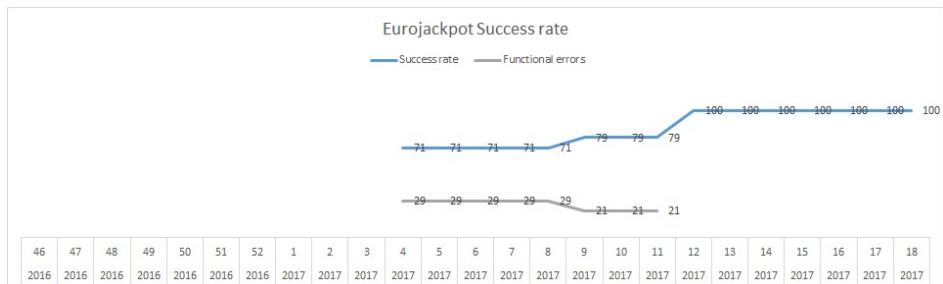 Eurojackpot Success rate
Success rate Functional errors
100 100 100 100 100 100 100
79 79 79
71 71 71 71 71
29 29 29 29 29
21 21 21
46 47 48 49 50 51 52 1 2 3 4 5 6 7 8 9 10 11 12 13 14 15 16 17 18
2016 2016 2016 2016 2016 2016 2016 2017 2017 2017 2017 2017 2017 2017 2017 2017 2017 2017 2017 2017 2017 2017 2017 2017 2017